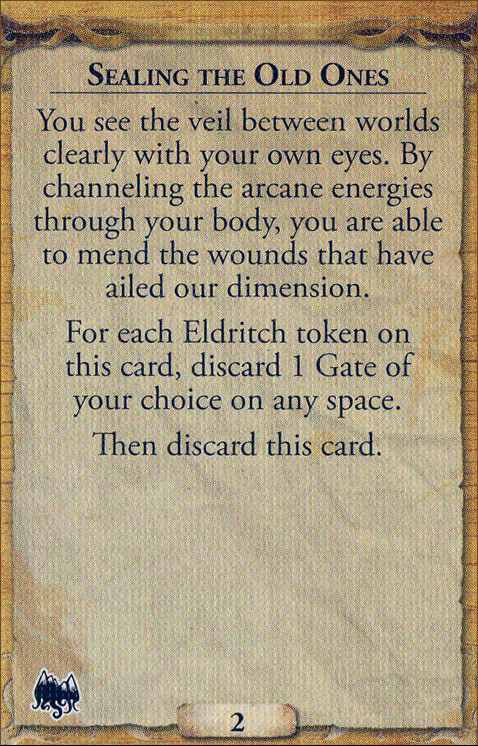 Sealing the Old Ones
You see the veil between worlds
clearly with your own eyes. By
channeling the arcane energies
through your body, you are able
to mend the wounds that have
ailed our dimension.
For each Eldritch token on
this card, discard 1 Gate of
your choice on any space.
Then discard this card.
2